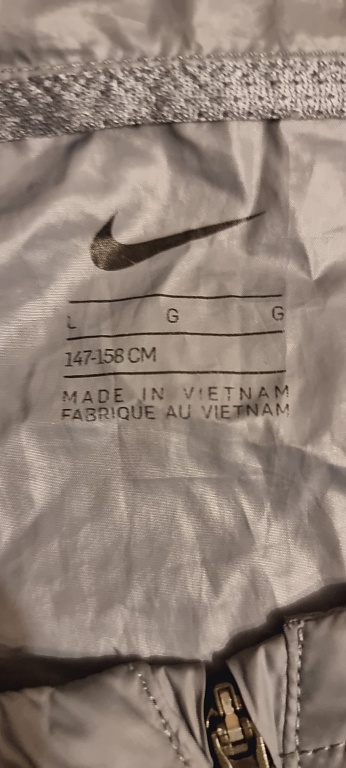 L G G
147-158 CM
MADE IN VIETNAM
FABRIQUE AU VIETNAM